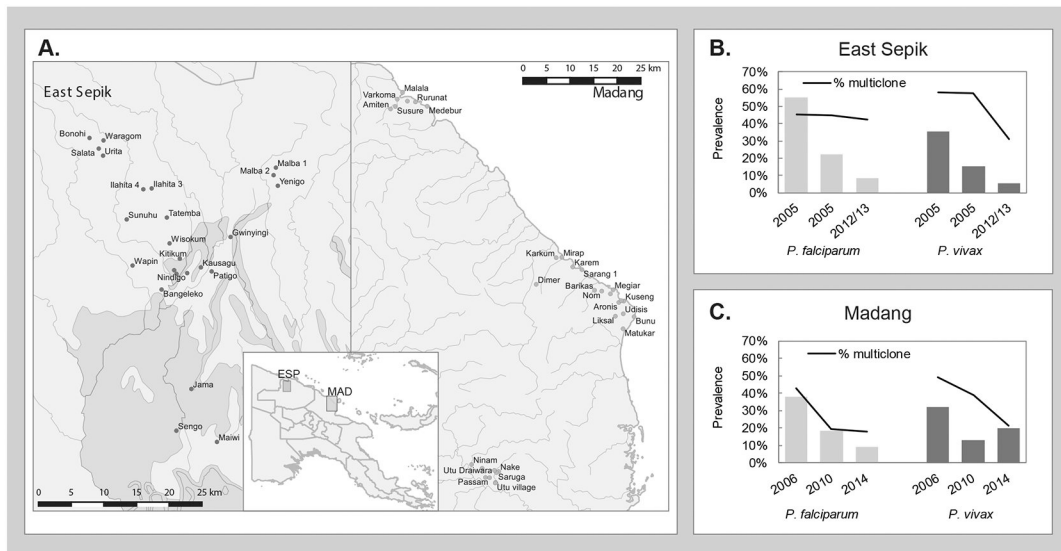 A.
0 5 10 15 20 25 km
East Sepik
Madang
Malala
Varkoma
Rurunat
Amiten
Susure
Medebur
Bonohi
Waragom
Salata
Urita
Malba 1
Malba 2
Yenigo
Ilahita 4
Ilahita 3
Sunuhu
Tatemba
Gwinyingi
Wisokum
Kitikum
Wapin
Kausagu
Nindigo
Patigo
Bangeleko
Karkum
Mirap
Karem
Sarang 1
Dimer
Barikas
Megiar
Nom
Kuseng
Aronis
Udisis
Liksal
Bunu
Matukar
ESP
MAD
Jama
Sengo
Maiwi
Ninam
Utu Draiwara
Nake
Saruga
Passam
Utu village
0 5 10 15 20 25 km
B.
East Sepik
70%
60%
50%
40%
30%
20%
10%
0%
Prevalence
% multiclone
2005
2005
2012/13
2005
2005
2012/13
P. falciparum
P. vivax
C.
Madang
70%
60%
50%
40%
30%
20%
10%
0%
Prevalence
% multiclone
2006
2010
2014
2006
2010
2014
P. falciparum
P. vivax